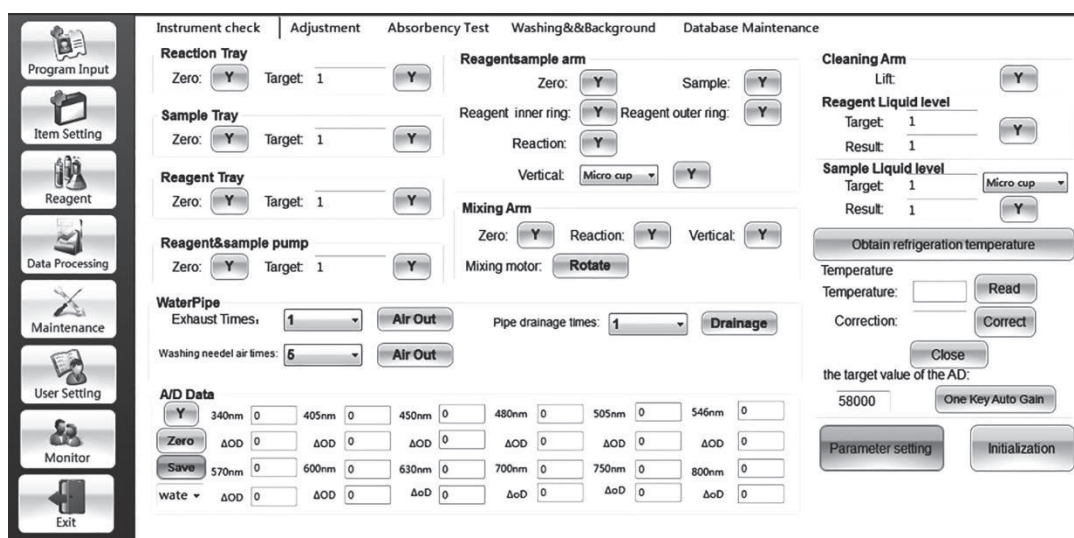 Instrument check Adjustment Absorbency Test Washing&&Background Database Maintenance
Program Input
Item Setting
Reagent
Data Processing
Maintenance
User Setting
Monitor
Exit
Reaction Tray
Zero: Y Target: 1 Y
Sample Tray
Zero: Y Target: 1 Y
Reagent Tray
Zero: Y Target: 1 Y
Reagent&sample pump
Zero: Y Target: 1 Y
Reagentsample arm
Zero: Y Sample: Y
Reagent inner ring: Y Reagent outer ring: Y
Reaction: Y
Vertical: Micro cup Y
Mixing Arm
Zero: Y Reaction: Y Vertical: Y
Mixing motor: Rotate
WaterPipe
Exhaust Times: 1 Air Out Pipe drainage times: 1 Drainage
Washing needel air times: 5 Air Out
A/D Data
Y 340nm 0 405nm 0 450nm 0 480nm 0 505nm 0 546nm 0
Zero ΔOD 0 ΔOD 0 ΔOD 0 ΔOD 0 ΔOD 0 ΔOD 0
Save 570nm 0 600nm 0 630nm 0 700nm 0 750nm 0 800nm 0
wate ΔOD 0 ΔOD 0 ΔoD 0 ΔoD 0 ΔoD 0 ΔoD 0
Cleaning Arm
Lift: Y
Reagent Liquid level
Target: 1 Y
Result: 1
Sample Liquid level
Target: 1 Micro cup
Result: 1 Y
Obtain refrigeration temperature
Temperature
Temperature: Read
Correction: Correct
Close
the target value of the AD:
58000 One Key Auto Gain
Parameter setting Initialization